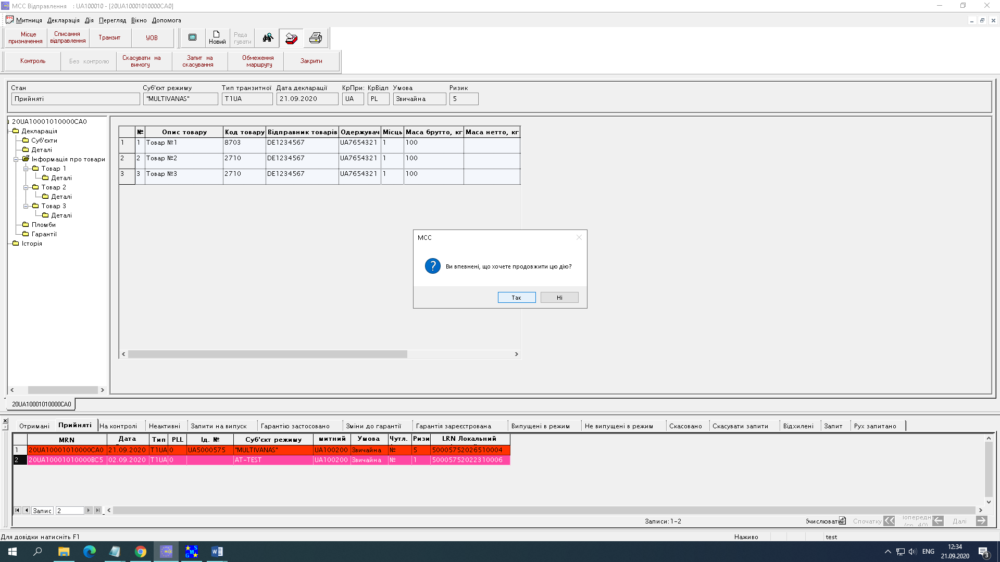 МСС Відправлення : UA100010 - [20UA10001010000CA0]
Митниця Декларація Дія Перегляд Вікно Допомога
Місце призначення Списання відправлення Транзит УОВ Новий Реда гувати
Контроль Без контролю Скасувати на вимогу Запит на скасування Обмеження маршруту Закрити
Стан Суб'єкт режиму Тип транзитної Дата декларації КрПри: КрВідп Умова Ризик
Прийняті "MULTIVANAS" T1UA 21.09.2020 UA PL Звичайна 5
20UA10001010000CA0
Декларація
Суб'єкти
Деталі
Інформація про товари
Товар 1
Деталі
Товар 2
Деталі
Товар 3
Деталі
Пломби
Гарантії
Історія
№ Опис товару Код товару Відправник товарів Одержувач Місць Маса брутто, кг Маса нетто, кг
1 1 Товар №1 8703 DE1234567 UA7654321 1 100
2 2 Товар №2 2710 DE1234567 UA7654321 1 100
3 3 Товар №3 2710 DE1234567 UA7654321 1 100
МСС
Ви впевнені, що хочете продовжити цю дію?
Так Ні
20UA10001010000CA0
Отримані Прийняті На контролі Неактивні Запити на випуск Гарантію застосовано Зміни до гарантії Гарантія зареєстрована Випущені в режим Не випущені в режим Скасовано Скасувати запити Відхилені Запит Рух запитано
MRN Дата Тип PLL Ід. № Суб'єкт режиму митний Умова Чутл. Ризи LRN Локальний
1 20UA10001010000CA0 21.09.2020 T1UA 0 UA5000575 "MULTIVANAS" UA100200 Звичайна № 5 50005752026510004
2 20UA10001010000BC5 02.09.2020 T1UA 0 AT-TEST UA100200 Звичайна № 1 50005752022310006
Запис 2
Записи:1-2 Спочатку Далі
Для довідки натисніть F1 Наживо test
ENG 12:34
21.09.2020
3